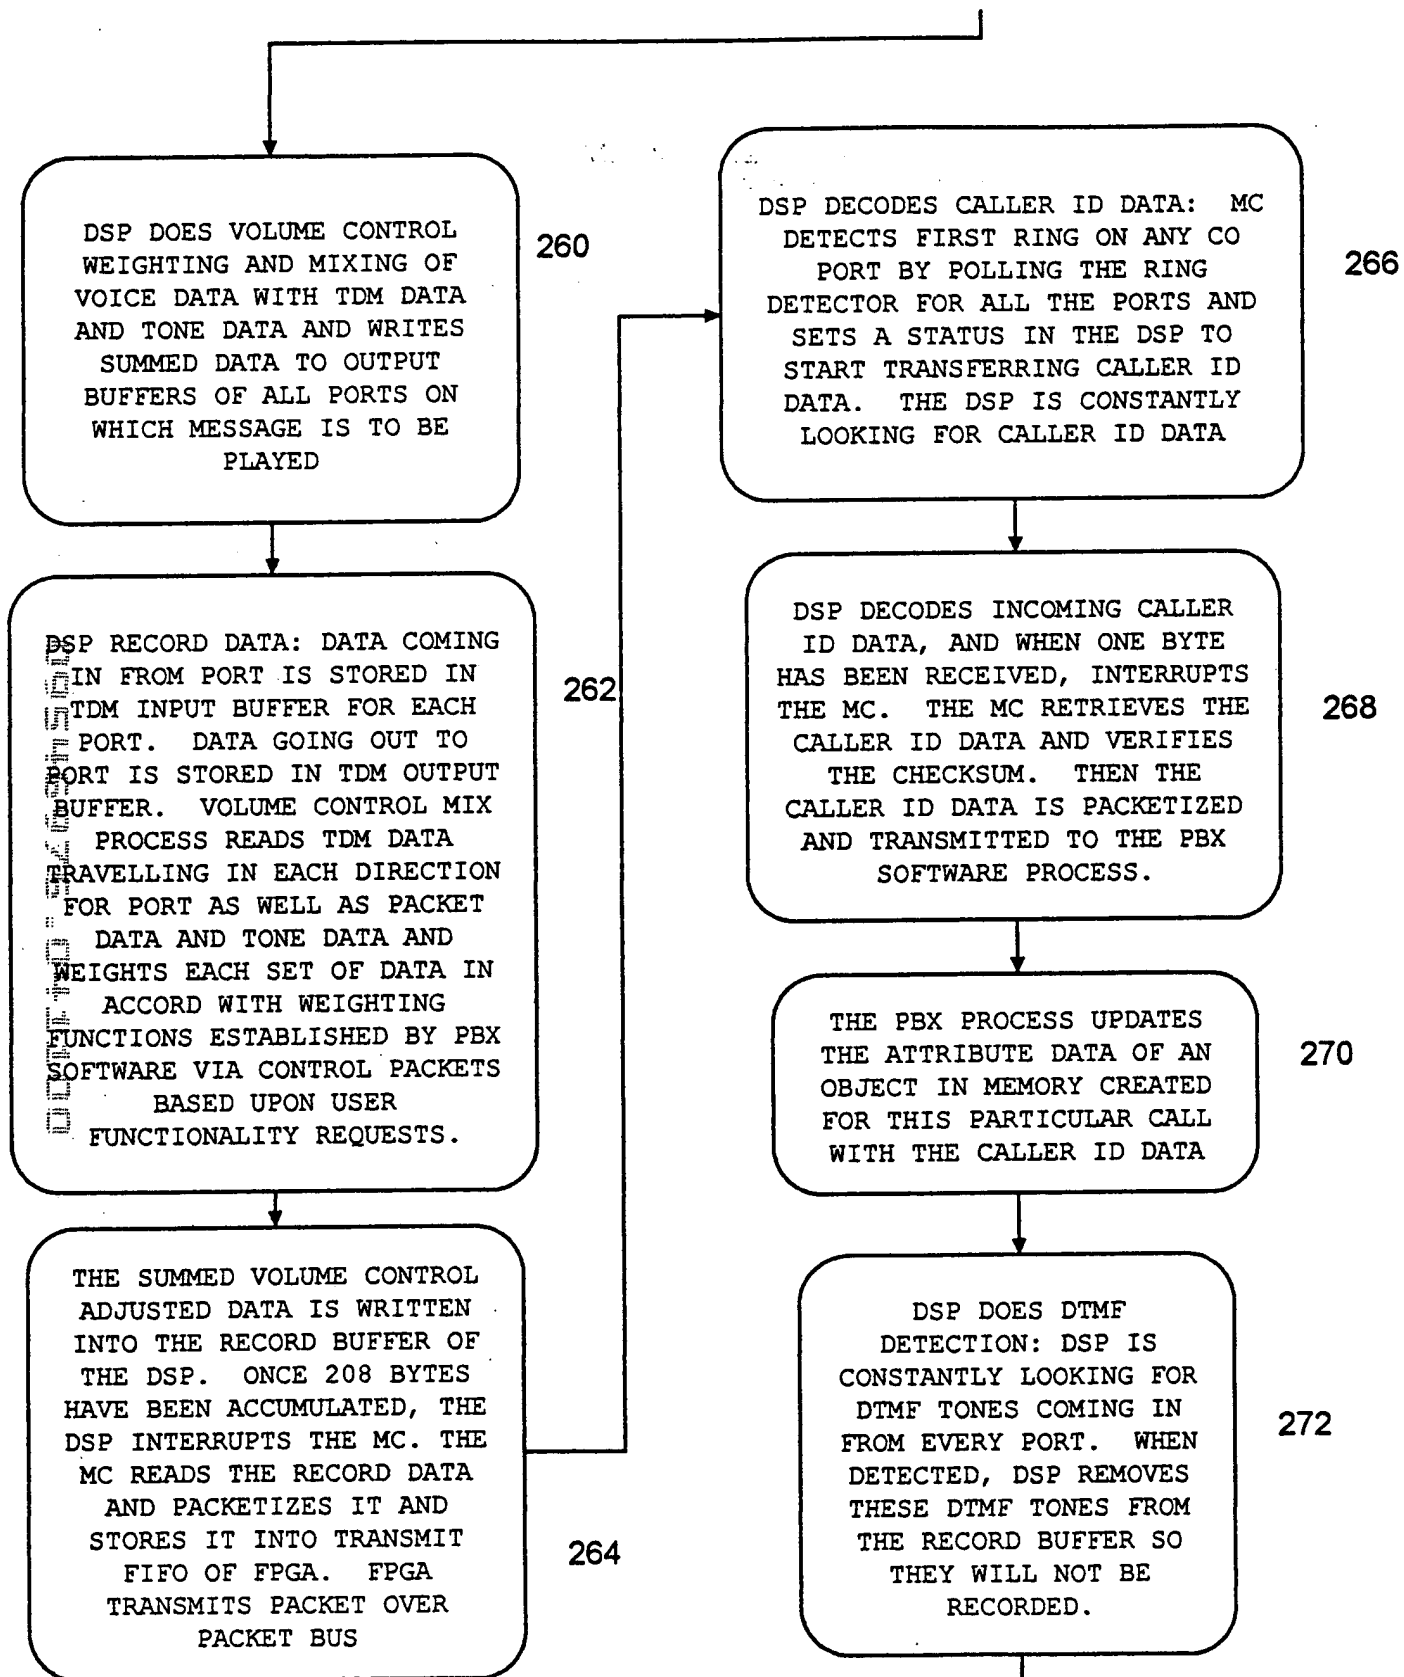 DSP DOES VOLUME CONTROL
WEIGHTING AND MIXING OF
VOICE DATA WITH TDM DATA
AND TONE DATA AND WRITES
SUMMED DATA TO OUTPUT
BUFFERS OF ALL PORTS ON
WHICH MESSAGE IS TO BE
PLAYED
260
DSP RECORD DATA: DATA COMING
IN FROM PORT IS STORED IN
TDM INPUT BUFFER FOR EACH
PORT. DATA GOING OUT TO
PORT IS STORED IN TDM OUTPUT
BUFFER. VOLUME CONTROL MIX
PROCESS READS TDM DATA
TRAVELLING IN EACH DIRECTION
FOR PORT AS WELL AS PACKET
DATA AND TONE DATA AND
WEIGHTS EACH SET OF DATA IN
ACCORD WITH WEIGHTING
FUNCTIONS ESTABLISHED BY PBX
SOFTWARE VIA CONTROL PACKETS
BASED UPON USER
FUNCTIONALITY REQUESTS.
262
THE SUMMED VOLUME CONTROL
ADJUSTED DATA IS WRITTEN
INTO THE RECORD BUFFER OF
THE DSP. ONCE 208 BYTES
HAVE BEEN ACCUMULATED, THE
DSP INTERRUPTS THE MC. THE
MC READS THE RECORD DATA
AND PACKETIZES IT AND
STORES IT INTO TRANSMIT
FIFO OF FPGA. FPGA
TRANSMITS PACKET OVER
PACKET BUS
264
DSP DECODES CALLER ID DATA: MC
DETECTS FIRST RING ON ANY CO
PORT BY POLLING THE RING
DETECTOR FOR ALL THE PORTS AND
SETS A STATUS IN THE DSP TO
START TRANSFERRING CALLER ID
DATA. THE DSP IS CONSTANTLY
LOOKING FOR CALLER ID DATA
266
DSP DECODES INCOMING CALLER
ID DATA, AND WHEN ONE BYTE
HAS BEEN RECEIVED, INTERRUPTS
THE MC. THE MC RETRIEVES THE
CALLER ID DATA AND VERIFIES
THE CHECKSUM. THEN THE
CALLER ID DATA IS PACKETIZED
AND TRANSMITTED TO THE PBX
SOFTWARE PROCESS.
268
THE PBX PROCESS UPDATES
THE ATTRIBUTE DATA OF AN
OBJECT IN MEMORY CREATED
FOR THIS PARTICULAR CALL
WITH THE CALLER ID DATA
270
DSP DOES DTMF
DETECTION: DSP IS
CONSTANTLY LOOKING FOR
DTMF TONES COMING IN
FROM EVERY PORT. WHEN
DETECTED, DSP REMOVES
THESE DTMF TONES FROM
THE RECORD BUFFER SO
THEY WILL NOT BE
RECORDED.
272